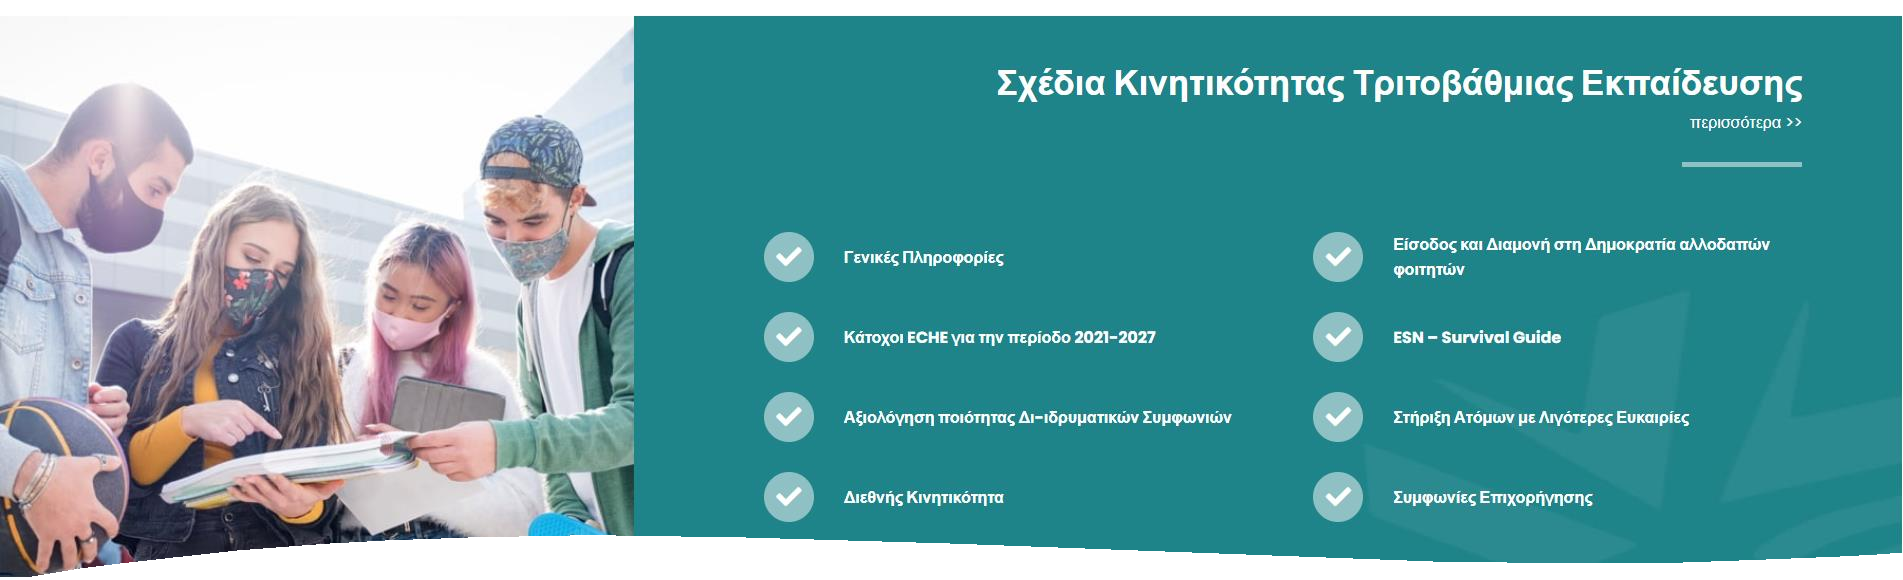 Σχέδια Κινητικότητας Τριτοβάθμιας Εκπαίδευσης
περισσότερα >>
Γενικές Πληροφορίες
Κάτοχοι ECHE για την περίοδο 2021-2027
Αξιολόγηση ποιότητας Δι-ιδρυματικών Συμφωνιών
Διεθνής Κινητικότητα
Είσοδος και Διαμονή στη Δημοκρατία αλλοδαπών
φοιτητών
ESN – Survival Guide
Στήριξη Ατόμων με Λιγότερες Ευκαιρίες
Συμφωνίες Επιχορήγησης